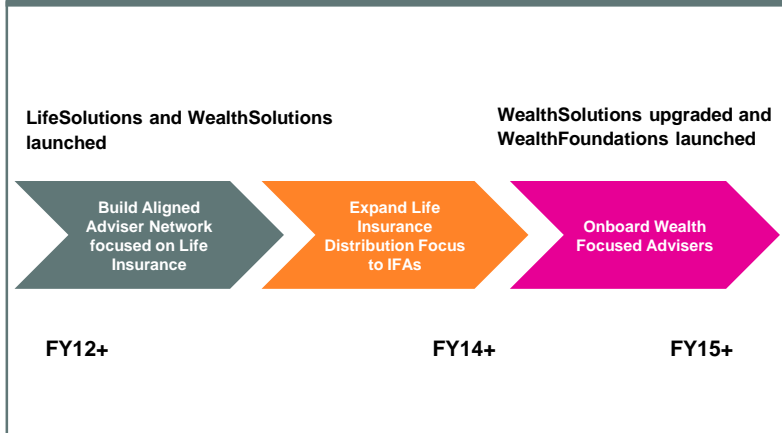 LifeSolutions and WealthSolutions
launched
WealthSolutions upgraded and
WealthFoundations launched
Build Aligned
Adviser Network
focused on Life
Insurance
Expand Life
Insurance
Distribution Focus
to IFAs
Onboard Wealth
Focused Advisers
FY12+
FY14+
FY15+